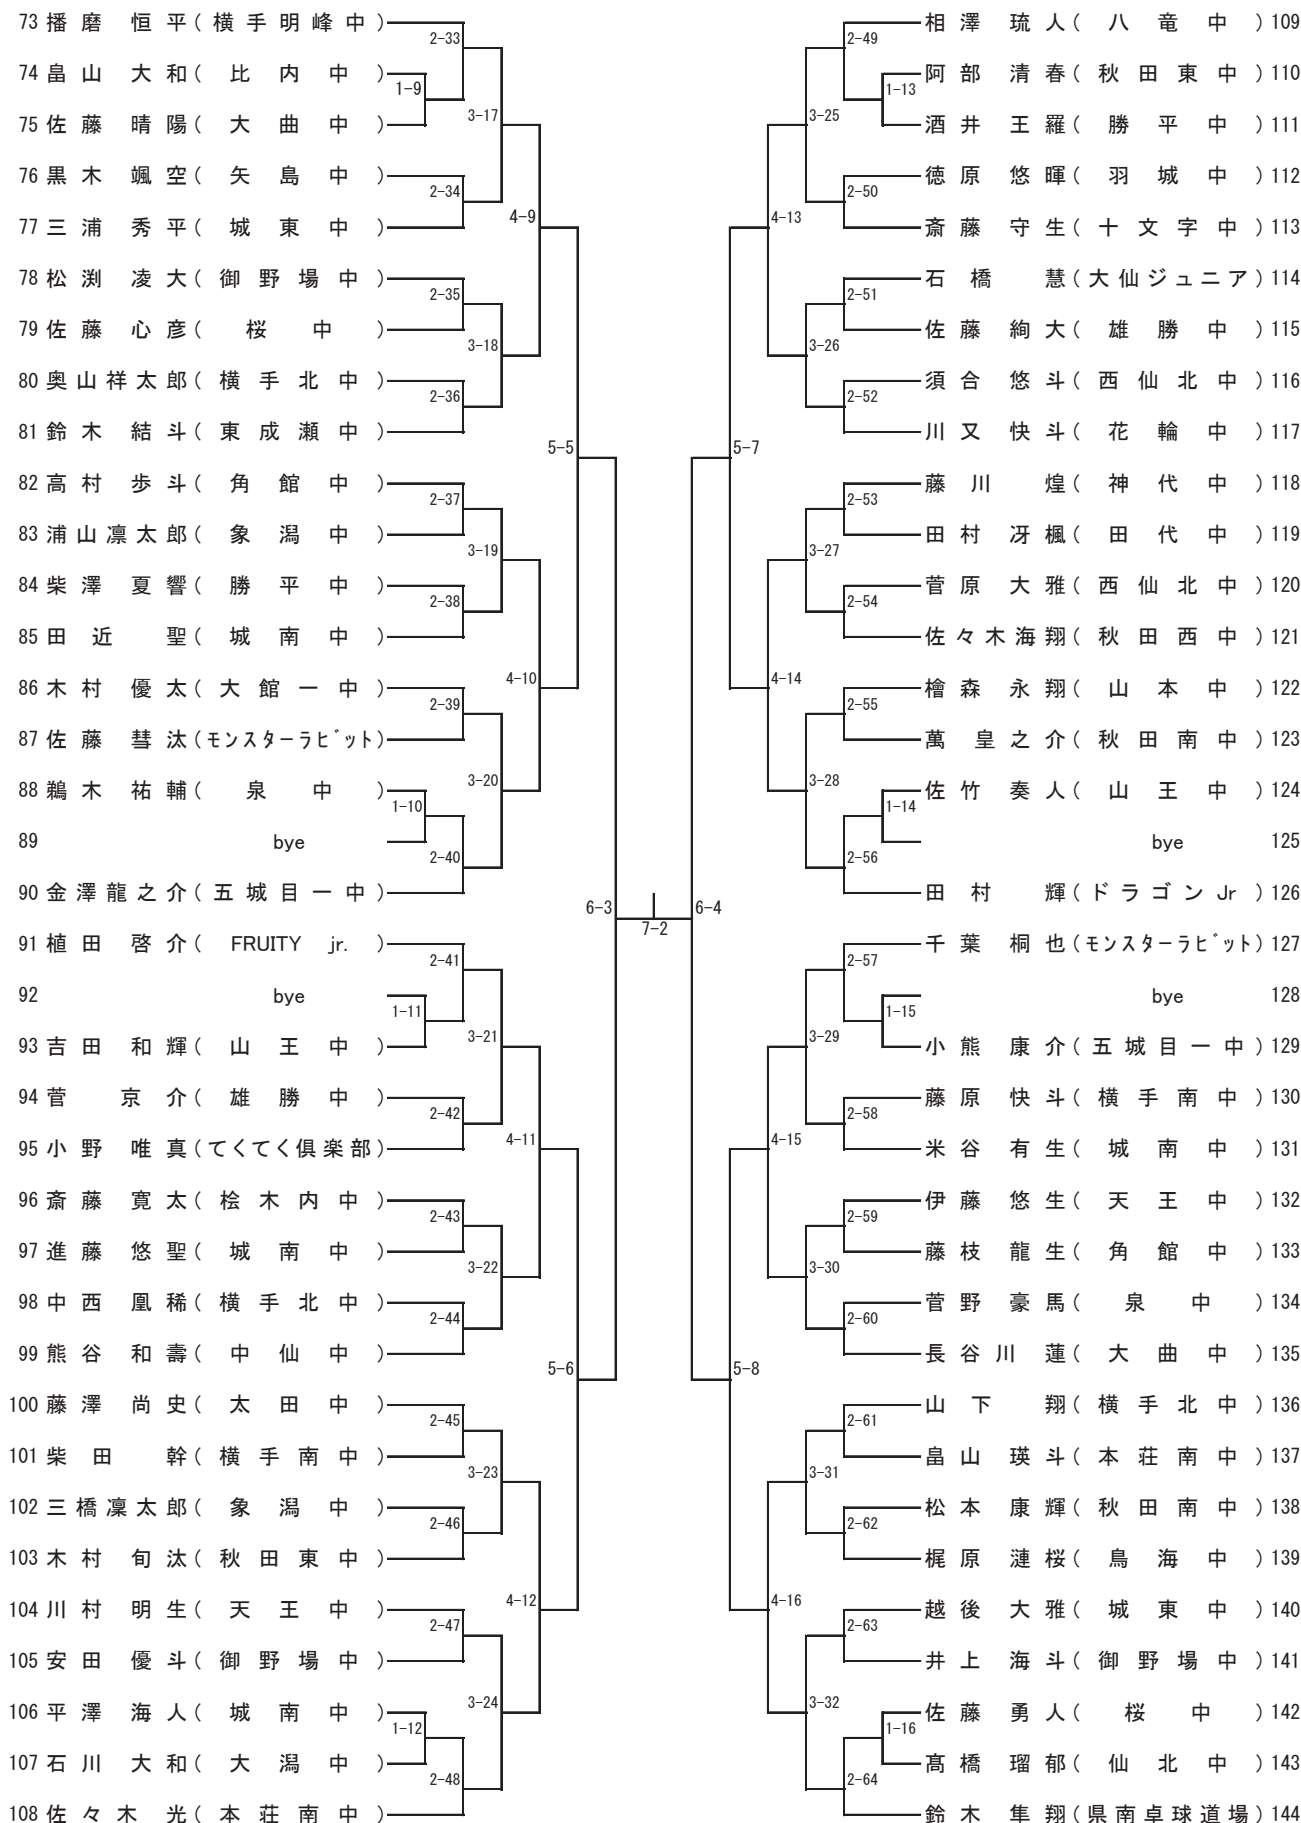 73 播磨 恒平 (横手明峰中)
2-33
74 畠山 大和 (比内中)
1-9
75 佐藤 晴陽 (大曲中)
3-17
76 黒木 颯空 (矢島中)
2-34
77 三浦 秀平 (城東中)
4-9
78 松渕 凌大 (御野場中)
2-35
79 佐藤 心彦 (桜中)
3-18
80 奥山祥太郎 (横手北中)
2-36
81 鈴木 結斗 (東成瀬中)
5-5
82 高村 歩斗 (角館中)
2-37
83 浦山凛太郎 (象潟中)
3-19
84 柴澤 夏響 (勝平中)
2-38
85 田近 聖 (城南中)
4-10
86 木村 優太 (大館一中)
2-39
87 佐藤 彗汰 (モンスターラビット)
3-20
88 鵜木 祐輔 (泉中)
1-10
89 bye
2-40
90 金澤龍之介 (五城目一中)
6-3
91 植田 啓介 (FRUITY jr.)
2-41
92 bye
1-11
93 吉田 和輝 (山王中)
3-21
94 菅 京介 (雄勝中)
2-42
95 小野 唯真 (てくてく倶楽部)
4-11
96 斎藤 寛太 (桧木内中)
2-43
97 進藤 悠聖 (城南中)
3-22
98 中西 凰稀 (横手北中)
2-44
99 熊谷 和壽 (中仙中)
5-6
100 藤澤 尚史 (太田中)
2-45
101 柴田 幹 (横手南中)
3-23
102 三橋凜太郎 (象潟中)
2-46
103 木村 旬汰 (秋田東中)
4-12
104 川村 明生 (天王中)
2-47
105 安田 優斗 (御野場中)
3-24
106 平澤 海人 (城南中)
1-12
107 石川 大和 (大潟中)
2-48
108 佐々木 光 (本荘南中)
7-2
相澤 琉人 (八竜中) 109
2-49
阿部 清春 (秋田東中) 110
1-13
酒井 王羅 (勝平中) 111
3-25
徳原 悠暉 (羽城中) 112
2-50
斎藤 守生 (十文字中) 113
4-13
石橋 慧 (大仙ジュニア) 114
2-51
佐藤 絢大 (雄勝中) 115
3-26
須合 悠斗 (西仙北中) 116
2-52
川又 快斗 (花輪中) 117
5-7
藤川 煌 (神代中) 118
2-53
田村 冴楓 (田代中) 119
3-27
菅原 大雅 (西仙北中) 120
2-54
佐々木海翔 (秋田西中) 121
4-14
檜森 永翔 (山本中) 122
2-55
萬 皇之介 (秋田南中) 123
3-28
佐竹 奏人 (山王中) 124
1-14
bye 125
2-56
田村 輝 (ドラゴンJr) 126
6-4
千葉 桐也 (モンスターラビット) 127
2-57
bye 128
1-15
小熊 康介 (五城目一中) 129
3-29
藤原 快斗 (横手南中) 130
2-58
米谷 有生 (城南中) 131
4-15
伊藤 悠生 (天王中) 132
2-59
藤枝 龍生 (角館中) 133
3-30
菅野 豪馬 (泉中) 134
2-60
長谷川 蓮 (大曲中) 135
5-8
山下 翔 (横手北中) 136
2-61
畠山 瑛斗 (本荘南中) 137
3-31
松本 康輝 (秋田南中) 138
2-62
梶原 漣桜 (鳥海中) 139
4-16
越後 大雅 (城東中) 140
2-63
井上 海斗 (御野場中) 141
3-32
佐藤 勇人 (桜中) 142
1-16
髙橋 瑠郁 (仙北中) 143
2-64
鈴木 隼翔 (県南卓球道場) 144